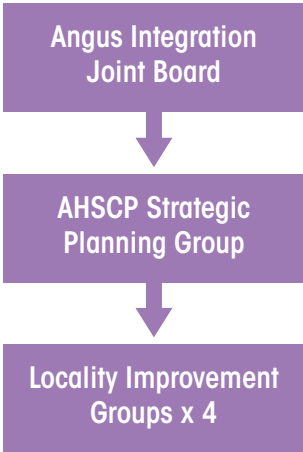 Angus Integration
Joint Board
AHSCP Strategic
Planning Group
Locality Improvement
Groups x 4